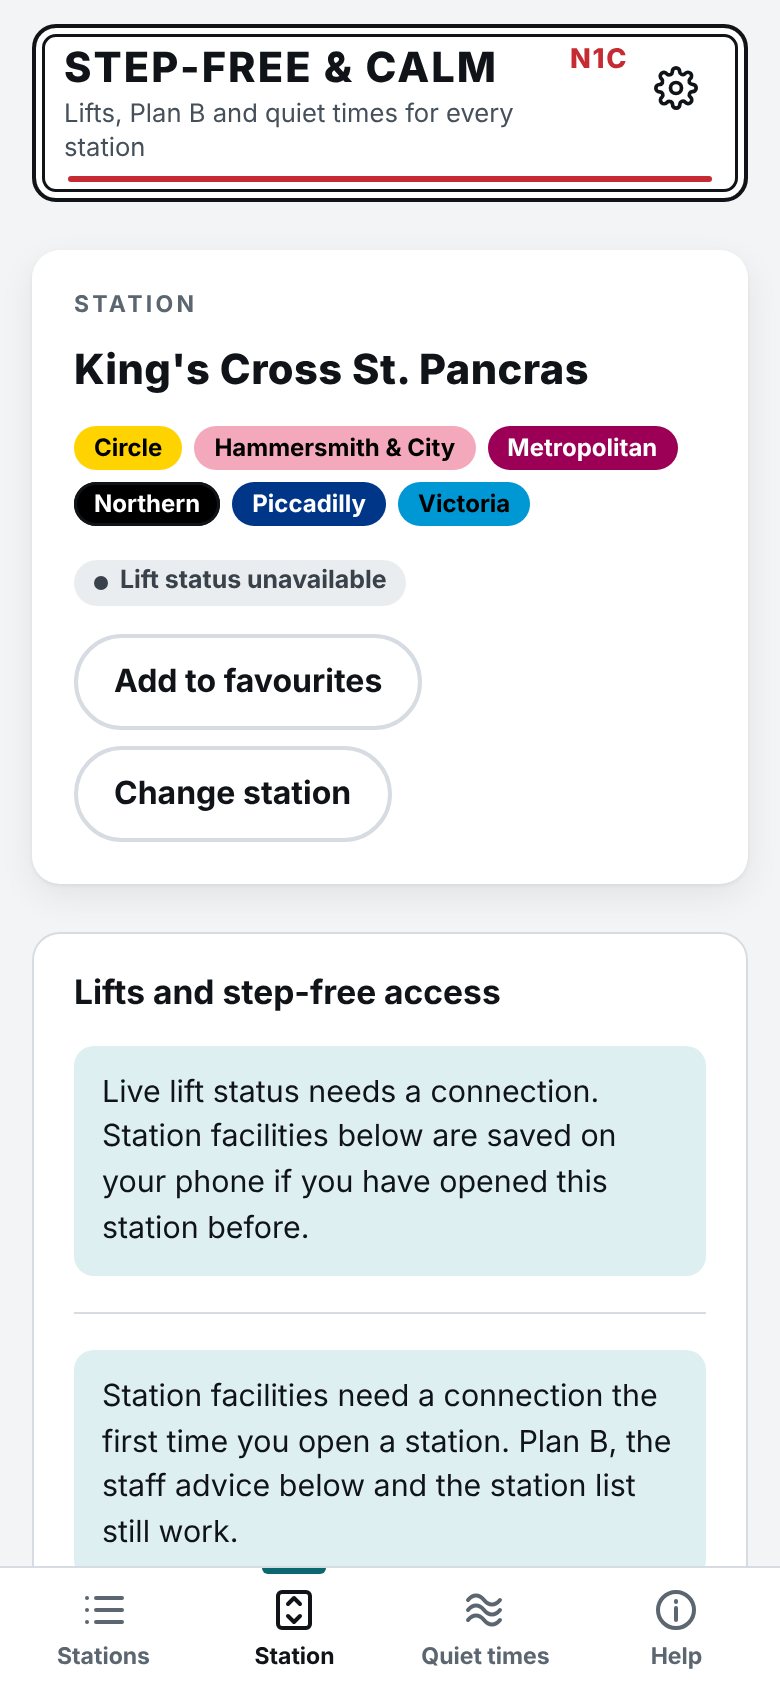 STEP-FREE & CALM
N1C
Lifts, Plan B and quiet times for every
station
STATION
King's Cross St. Pancras
Circle
Hammersmith & City
Metropolitan
Northern
Piccadilly
Victoria
Lift status unavailable
Add to favourites
Change station
Lifts and step-free access
Live lift status needs a connection.
Station facilities below are saved on
your phone if you have opened this
station before.
Station facilities need a connection the
first time you open a station. Plan B, the
staff advice below and the station list
still work.
Stations
Station
Quiet times
Help